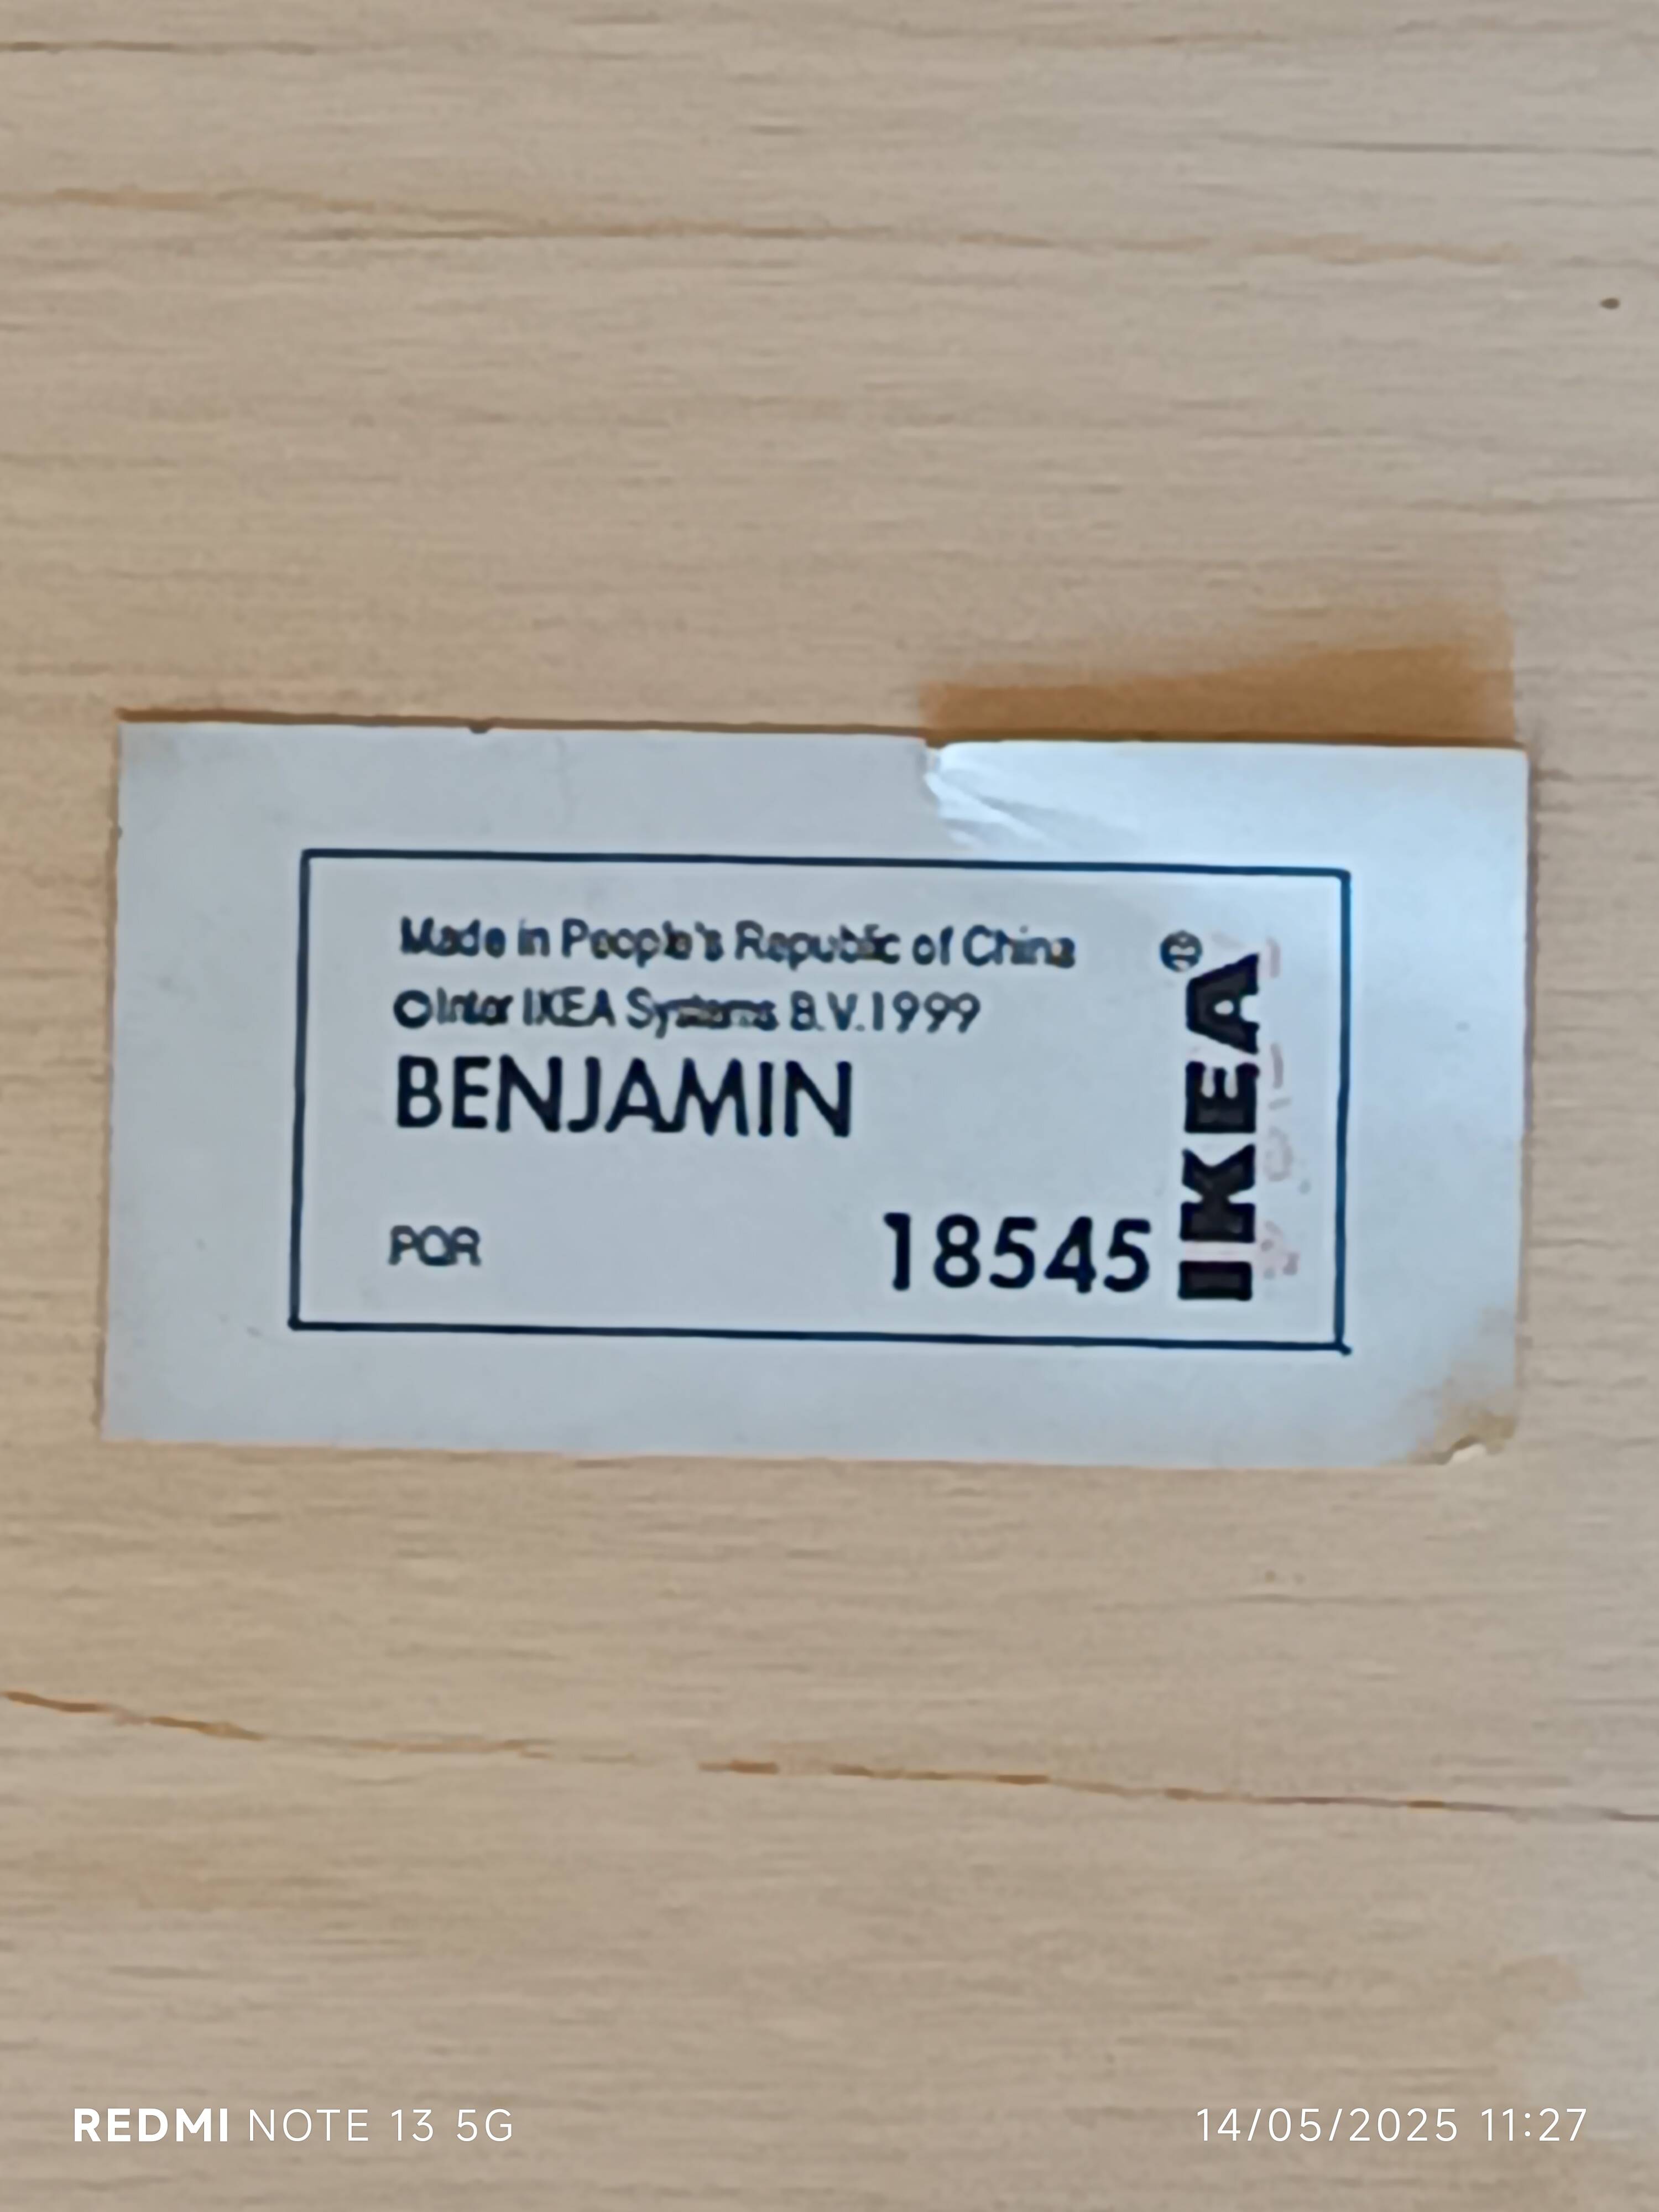 Made in People's Republic of China
© Inter IKEA Systems B.V.1999
BENJAMIN
PQR
18545
IKEA®
REDMI NOTE 13 5G
14/05/2025 11:27